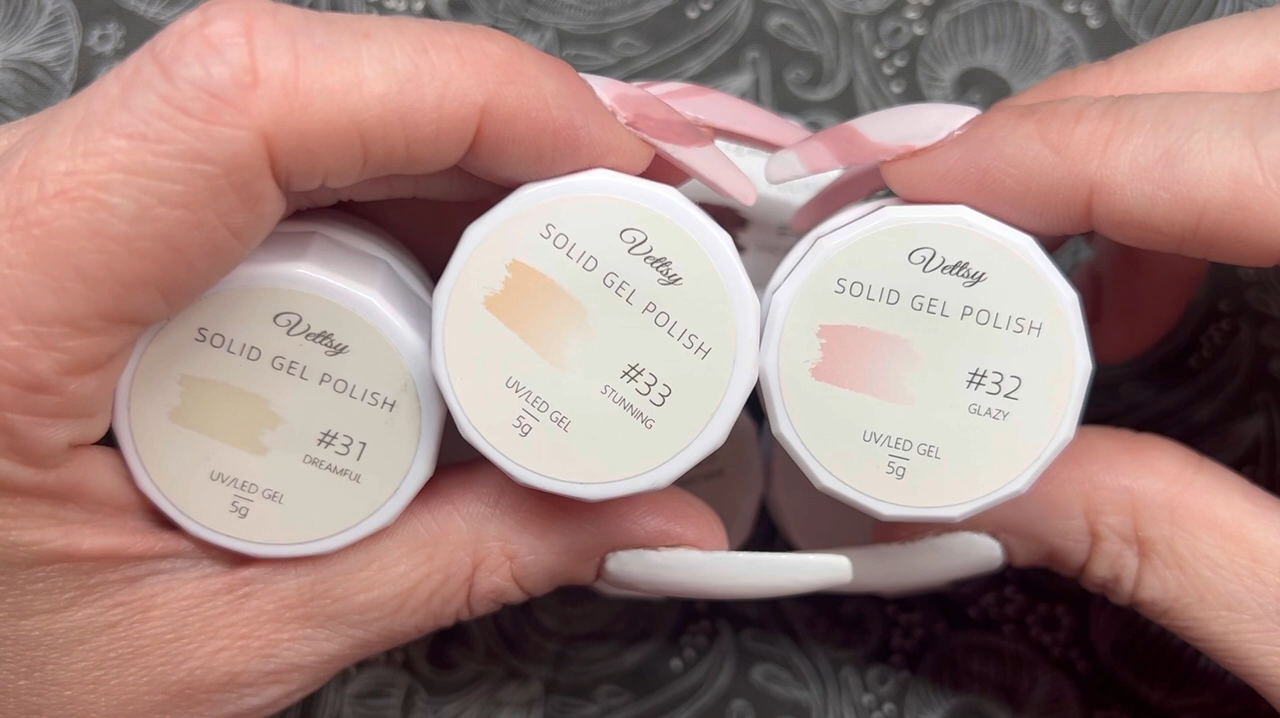 Vettsy
SOLID GEL POLISH
#31
DREAMFUL
UV/LED GEL
5g
Vettsy
SOLID GEL POLISH
#33
STUNNING
UV/LED GEL
5g
Vettsy
SOLID GEL POLISH
#32
GLAZY
UV/LED GEL
5g